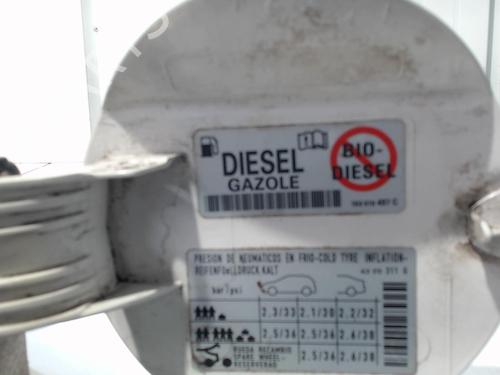 DIESEL
GAZOLE
BIO-
DIESEL
PRESION DE NEUMATICOS EN FRIO-COLD TYRE INFLATION-
REIFENFÜLLDRUCK KALT
bar/psi
2.3/33 2.1/30 2.2/32
2.5/36 2.5/36 2.6/38
RUEDA RECAMBIO
SPARE WHEEL-
RESERVERAD
2.5/36 2.6/38